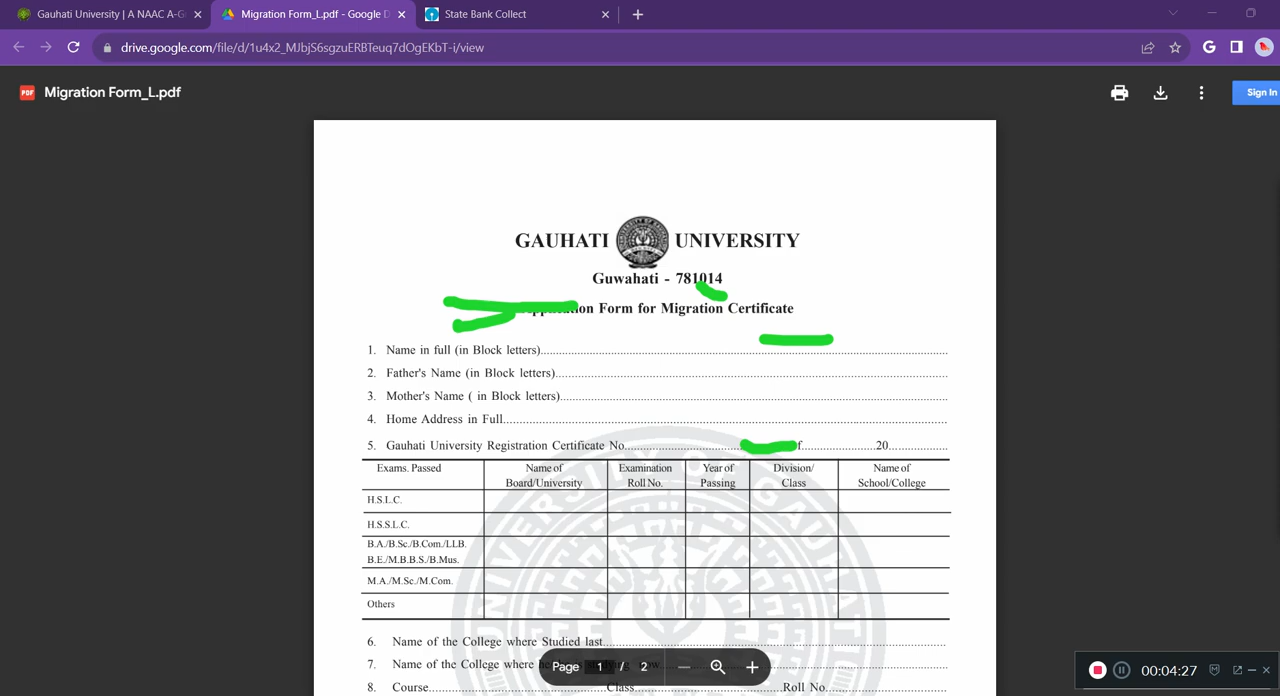 Gauhati University | A NAAC A-G
Migration Form_L.pdf - Google D
State Bank Collect
drive.google.com/file/d/1u4x2_MJbjS6sgzuERBTeuq7dOgEKbT-i/view
PDF Migration Form_L.pdf
Sign In
GAUHATI UNIVERSITY
Guwahati - 781014
Application Form for Migration Certificate
1. Name in full (in Block letters)
2. Father's Name (in Block letters)
3. Mother's Name ( in Block letters)
4. Home Address in Full
5. Gauhati University Registration Certificate No. f 20
Exams. Passed Name of Board/University Examination Roll No. Year of Passing Division/ Class Name of School/College
H.S.L.C.
H.S.S.L.C.
B.A./B.Sc./B.Com./LLB.
B.E./M.B.B.S./B.Mus.
M.A./M.Sc./M.Com.
Others
6. Name of the College where Studied last
7. Name of the College where
8. Course Class Roll No.
Page 1 / 2
00:04:27